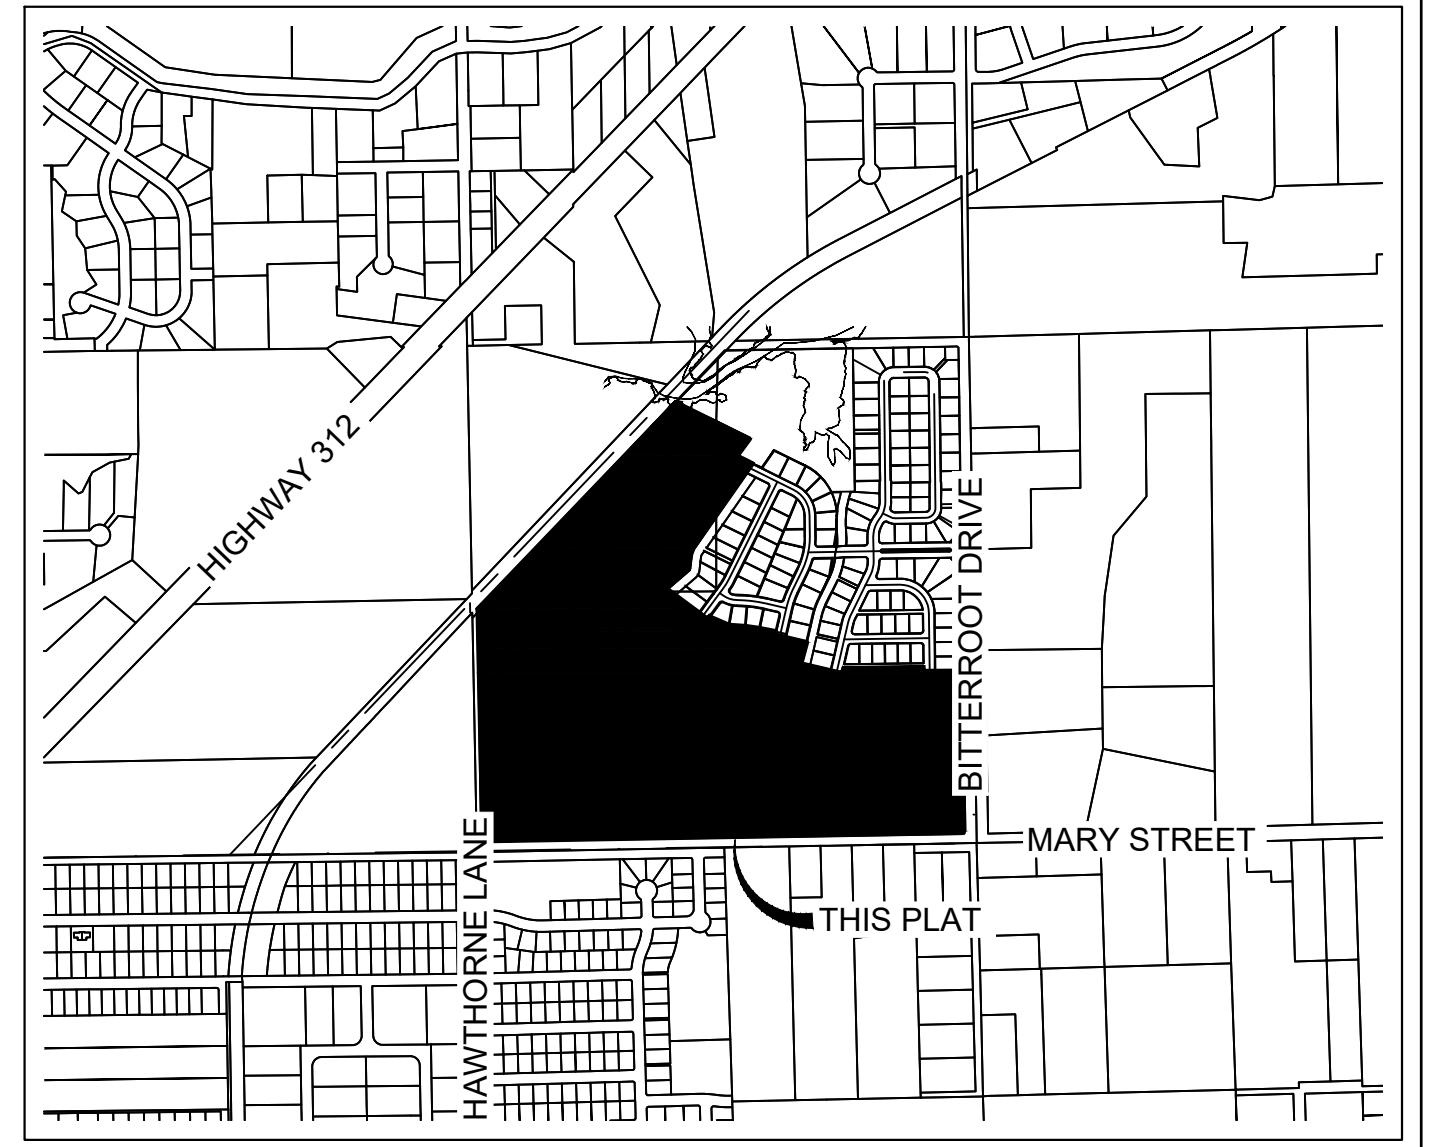 HIGHWAY 312
BITTERROOT DRIVE
MARY STREET
HAWTHORNE LANE
THIS PLAT